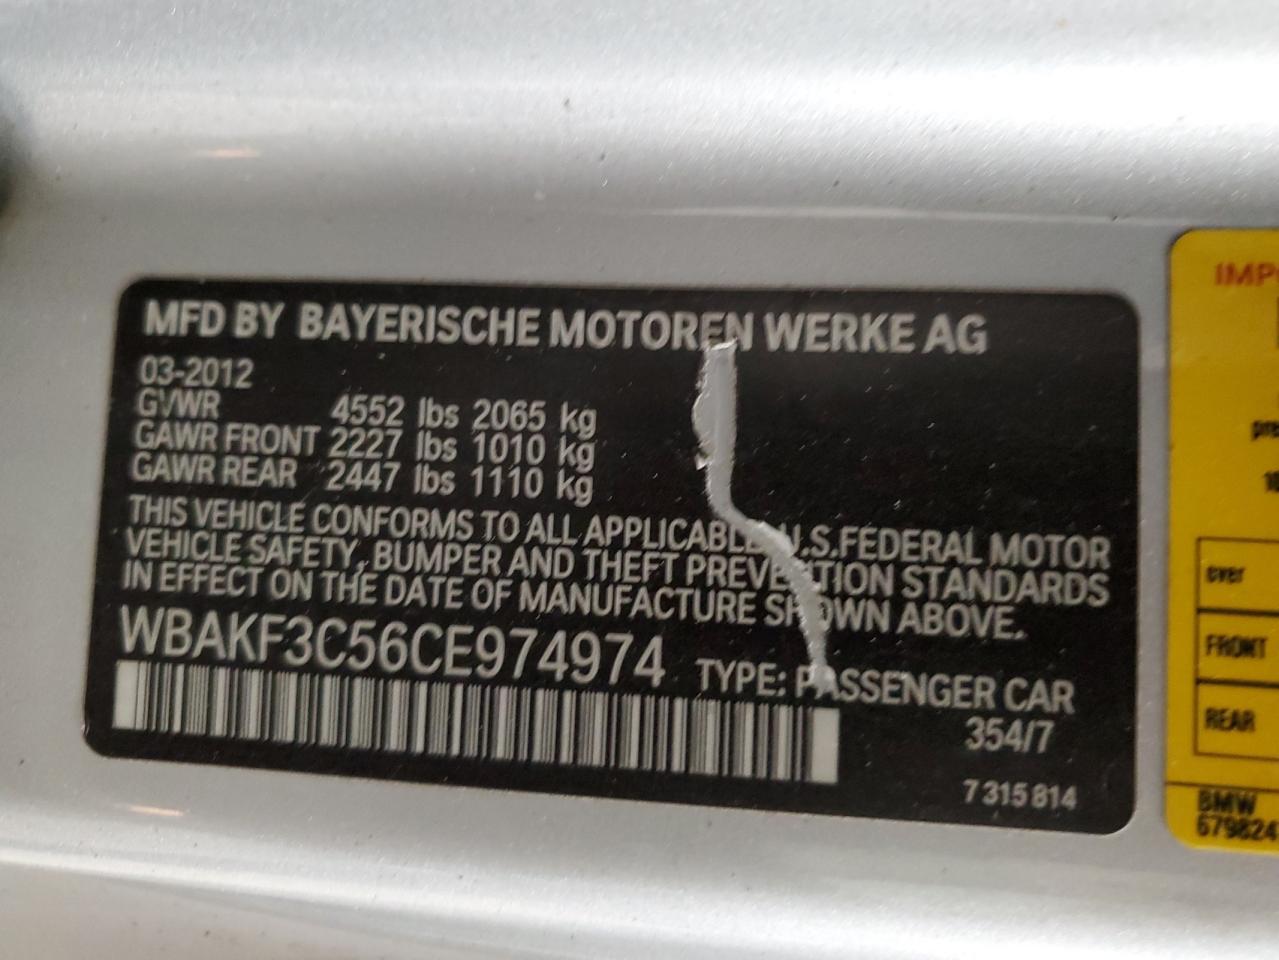 MFD BY BAYERISCHE MOTOREN WERKE AG
03-2012
GVWR 4552 lbs 2065 kg
GAWR FRONT 2227 lbs 1010 kg
GAWR REAR 2447 lbs 1110 kg
THIS VEHICLE CONFORMS TO ALL APPLICABLE U.S.FEDERAL MOTOR
VEHICLE SAFETY, BUMPER AND THEFT PREVENTION STANDARDS
IN EFFECT ON THE DATE OF MANUFACTURE SHOWN ABOVE.
WBAKF3C56CE974974 TYPE: PASSENGER CAR
354/7
7 315 814
over
FRONT
REAR
BMW